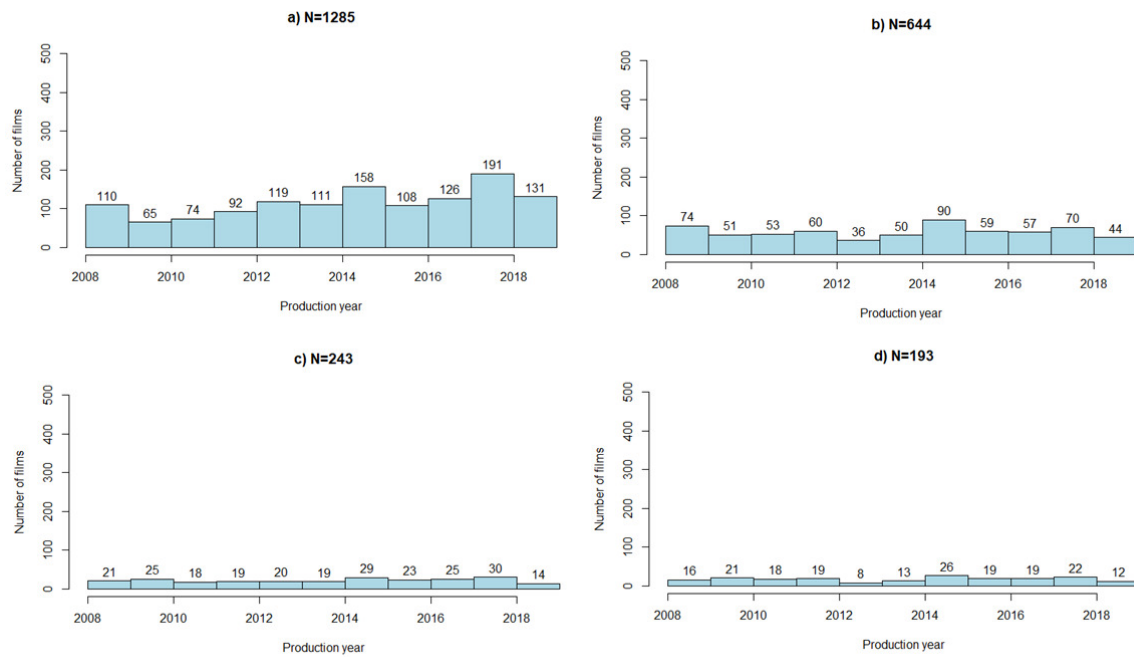 a) N=1285
Number of films
500
400
300
200
100
0
110 65 74 92 119 111 158 108 126 191 131
2008 2010 2012 2014 2016 2018
Production year
b) N=644
Number of films
500
400
300
200
100
0
74 51 53 60 36 50 90 59 57 70 44
2008 2010 2012 2014 2016 2018
Production year
c) N=243
Number of films
500
400
300
200
100
0
21 25 18 19 20 19 29 23 25 30 14
2008 2010 2012 2014 2016 2018
Production year
d) N=193
Number of films
500
400
300
200
100
0
16 21 18 19 8 13 26 19 19 22 12
2008 2010 2012 2014 2016 2018
Production year